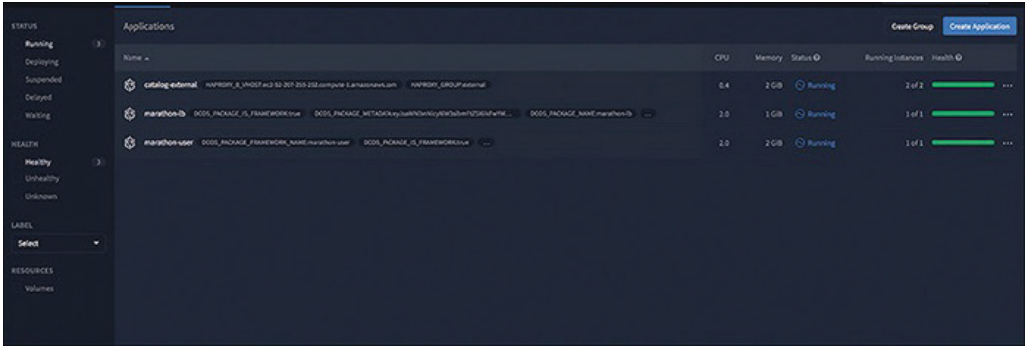 STATUS
Running 3
Deploying
Suspended
Delayed
Waiting
HEALTH
Healthy 3
Unhealthy
Unknown
LABEL
Select
RESOURCES
Volumes
Applications
Create Group Create Application
Name CPU Memory Status Running Instances Health
catalog-external HAPROXY_GROUP:external 0.4 2 GiB Running 2 of 2
marathon-lb DCOS_PACKAGE_IS_FRAMEWORK:true DCOS_PACKAGE_NAME:marathon-lb ... 2.0 1 GiB Running 1 of 1
marathon-user DCOS_PACKAGE_FRAMEWORK_NAME:marathon-user DCOS_PACKAGE_IS_FRAMEWORK:true ... 2.0 2 GiB Running 1 of 1